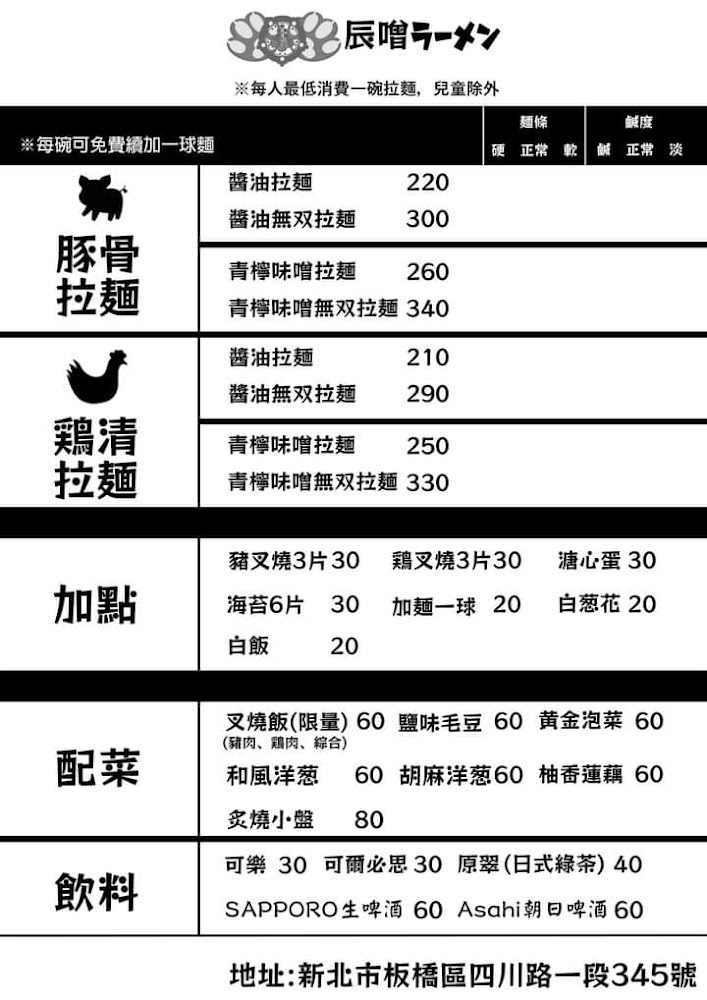 辰噌ラーメン
※每人最低消費一碗拉麵，兒童除外
※每碗可免費續加一球麵
麵條
硬 正常 軟
鹹度
鹹 正常 淡
豚骨
拉麵
醬油拉麵 220
醬油無双拉麵 300
青檸味噌拉麵 260
青檸味噌無双拉麵 340
鶏清
拉麵
醬油拉麵 210
醬油無双拉麵 290
青檸味噌拉麵 250
青檸味噌無双拉麵 330
加點
豬叉燒3片30 鶏叉燒3片30 溏心蛋 30
海苔6片 30 加麵一球 20 白葱花 20
白飯 20
配菜
叉燒飯(限量) 60 鹽味毛豆 60 黄金泡菜 60
(豬肉、鶏肉、綜合)
和風洋葱 60 胡麻洋葱60 柚香蓮藕 60
炙燒小盤 80
飲料
可樂 30 可爾必思 30 原翠(日式綠茶) 40
SAPPORO生啤酒 60 Asahi朝日啤酒 60
地址:新北市板橋區四川路一段345號